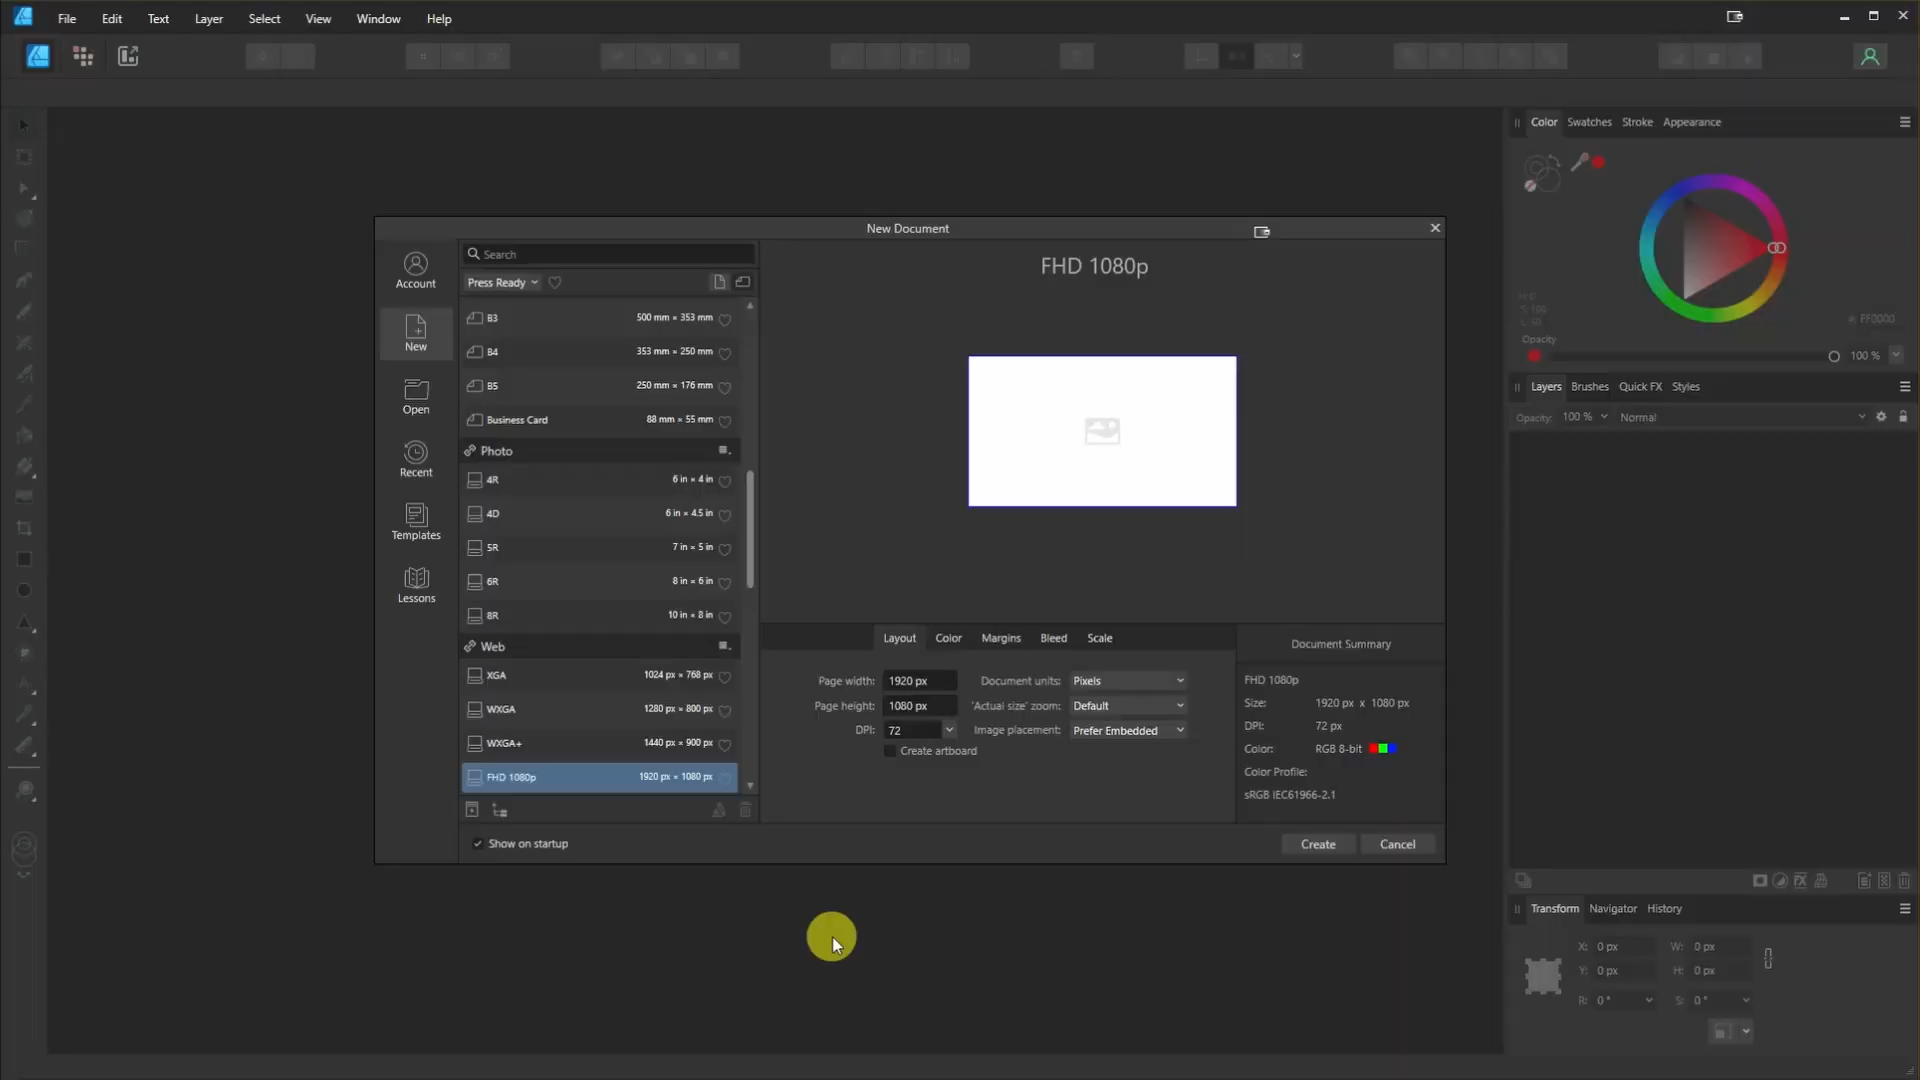 File Edit Text Layer Select View Window Help
Color Swatches Stroke Appearance
# FF0000
Opacity
100 %
Layers Brushes Quick FX Styles
Opacity: 100 % Normal
New Document
Account
New
Open
Recent
Templates
Lessons
Search
Press Ready
B3 500 mm × 353 mm
B4 353 mm × 250 mm
B5 250 mm × 176 mm
Business Card 88 mm × 55 mm
Photo
4R 6 in × 4 in
4D 6 in × 4.5 in
5R 7 in × 5 in
6R 8 in × 6 in
8R 10 in × 8 in
Web
XGA 1024 px × 768 px
WXGA 1280 px × 800 px
WXGA+ 1440 px × 900 px
FHD 1080p 1920 px × 1080 px
Show on startup
FHD 1080p
Layout Color Margins Bleed Scale
Page width: 1920 px Document units: Pixels
Page height: 1080 px 'Actual size' zoom: Default
DPI: 72 Image placement: Prefer Embedded
Create artboard
Document Summary
FHD 1080p
Size: 1920 px x 1080 px
DPI: 72 px
Color: RGB 8-bit
Color Profile:
sRGB IEC61966-2.1
Create Cancel
Transform Navigator History
X: 0 px W: 0 px
Y: 0 px H: 0 px
R: 0 ° S: 0 °